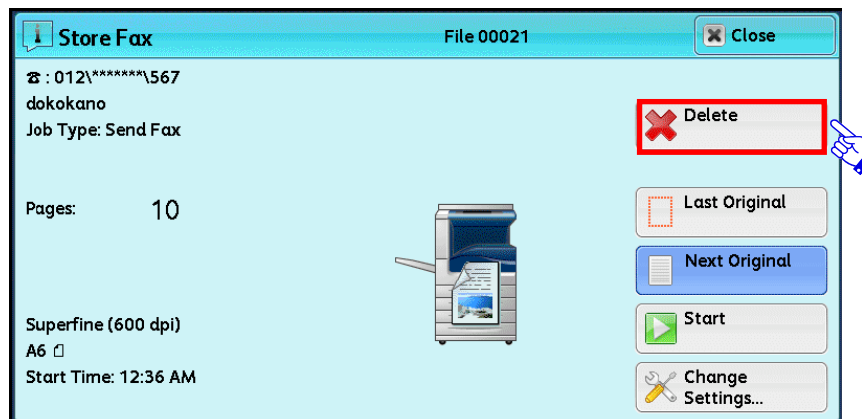 Store Fax
File 00021
Close
☎ : 012\*******\567
dokokano
Job Type: Send Fax
Delete
Pages: 10
Last Original
Next Original
Superfine (600 dpi)
A6
Start Time: 12:36 AM
Start
Change
Settings...